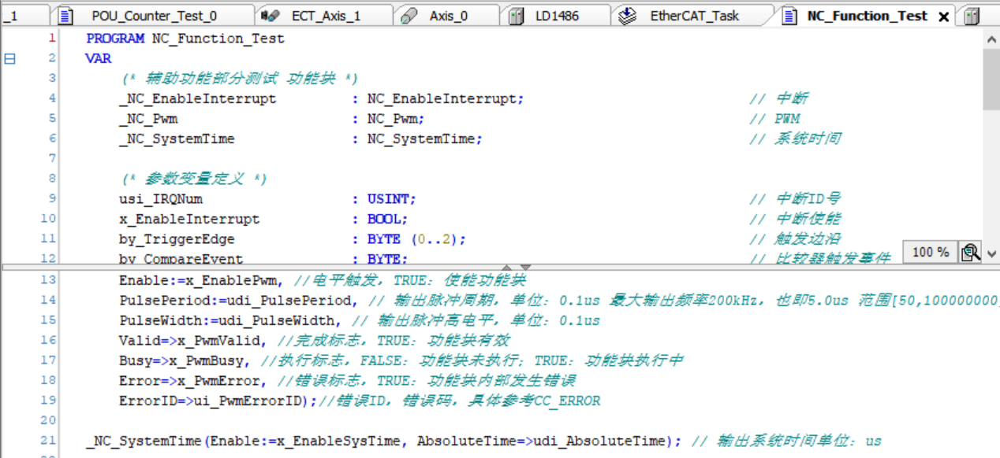 _1 POU_Counter_Test_0 ECT_Axis_1 Axis_0 LD1486 EtherCAT_Task NC_Function_Test
1 PROGRAM NC_Function_Test
2 VAR
3 (* 辅助功能部分测试 功能块 *)
4 _NC_EnableInterrupt : NC_EnableInterrupt; // 中断
5 _NC_Pwm : NC_Pwm; // PWM
6 _NC_SystemTime : NC_SystemTime; // 系统时间
7
8 (* 参数变量定义 *)
9 usi_IRQNum : USINT; // 中断ID号
10 x_EnableInterrupt : BOOL; // 中断使能
11 by_TriggerEdge : BYTE (0..2); // 触发边沿
12 by_CompareEvent : BYTE; // 比较器触发事件
100 %
13 Enable:=x_EnablePwm, //电平触发，TRUE：使能功能块
14 PulsePeriod:=udi_PulsePeriod, // 输出脉冲周期，单位：0.1us 最大输出频率200kHz，也即5.0us 范围[50,100000000
15 PulseWidth:=udi_PulseWidth, // 输出脉冲高电平，单位：0.1us
16 Valid=>x_PwmValid, //完成标志，TRUE：功能块有效
17 Busy=>x_PwmBusy, //执行标志，FALSE：功能块未执行；TRUE：功能块执行中
18 Error=>x_PwmError, //错误标志，TRUE：功能块内部发生错误
19 ErrorID=>ui_PwmErrorID);//错误ID，错误码，具体参考CC_ERROR
20
21 _NC_SystemTime(Enable:=x_EnableSysTime, AbsoluteTime=>udi_AbsoluteTime); // 输出系统时间单位：us